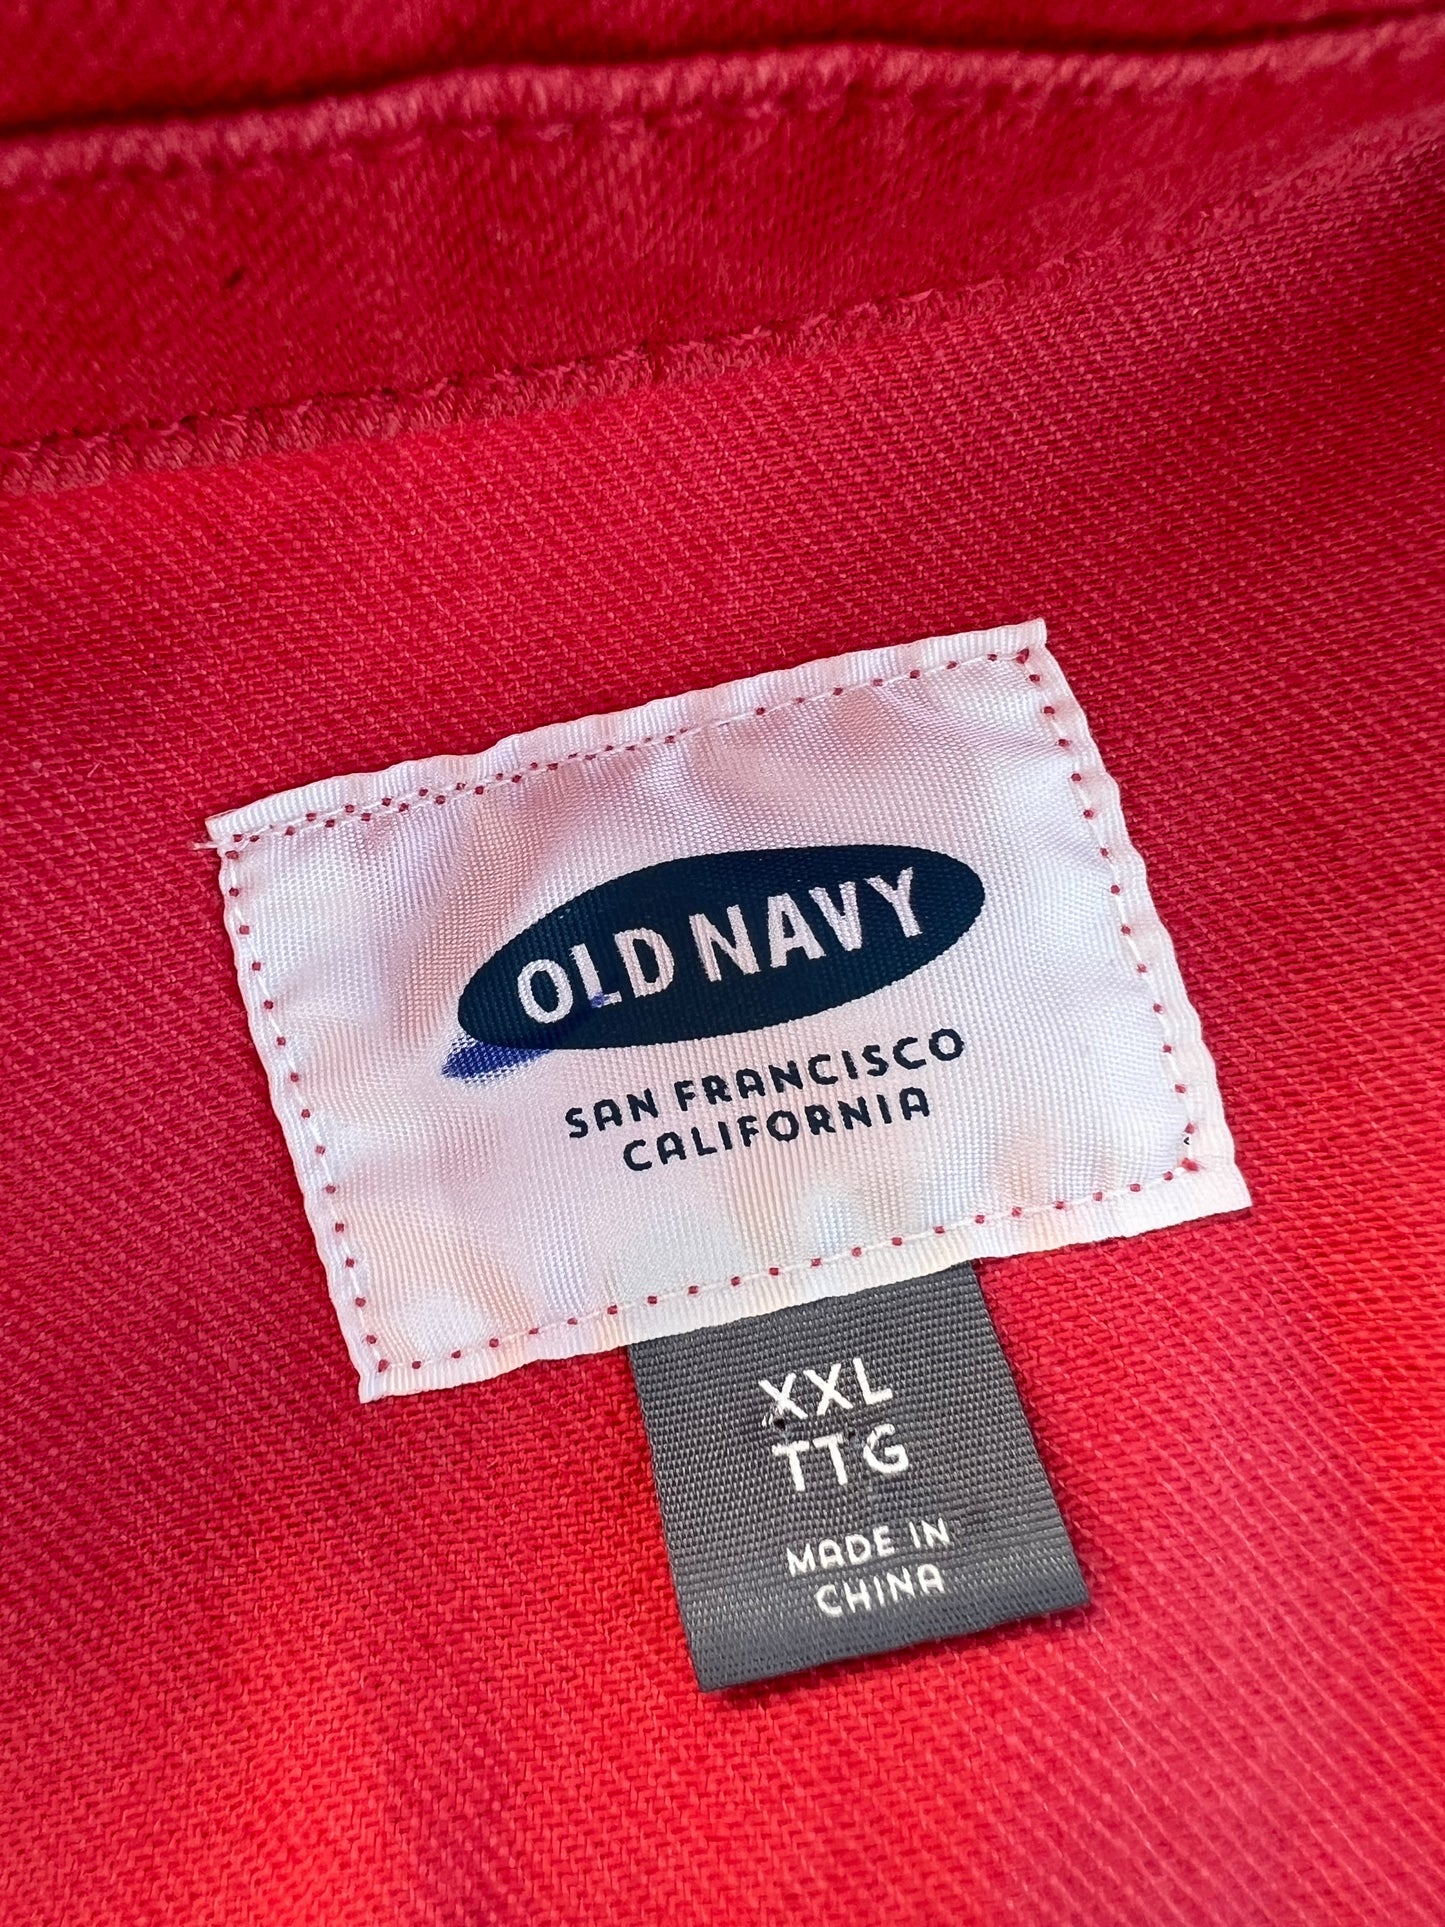 OLD NAVY
SAN FRANCISCO
CALIFORNIA
XXL
TTG
MADE IN
CHINA